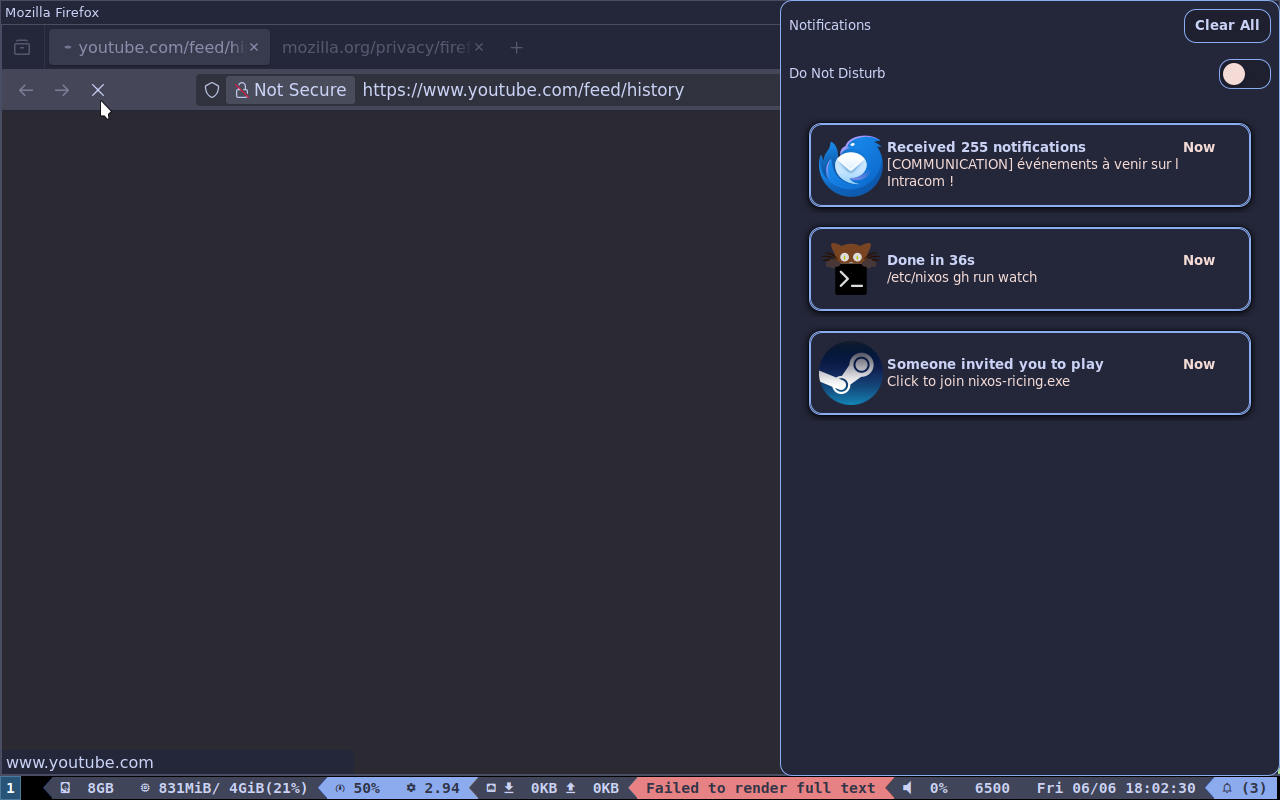 Mozilla Firefox
youtube.com/feed/hi
mozilla.org/privacy/firef
Not Secure https://www.youtube.com/feed/history
www.youtube.com
Notifications
Clear All
Do Not Disturb
Received 255 notifications Now
[COMMUNICATION] événements à venir sur l
Intracom !
Done in 36s Now
/etc/nixos gh run watch
Someone invited you to play Now
Click to join nixos-ricing.exe
1 8GB 831MiB/ 4GiB(21%) 50% 2.94 0KB 0KB Failed to render full text 0% 6500 Fri 06/06 18:02:30 (3)